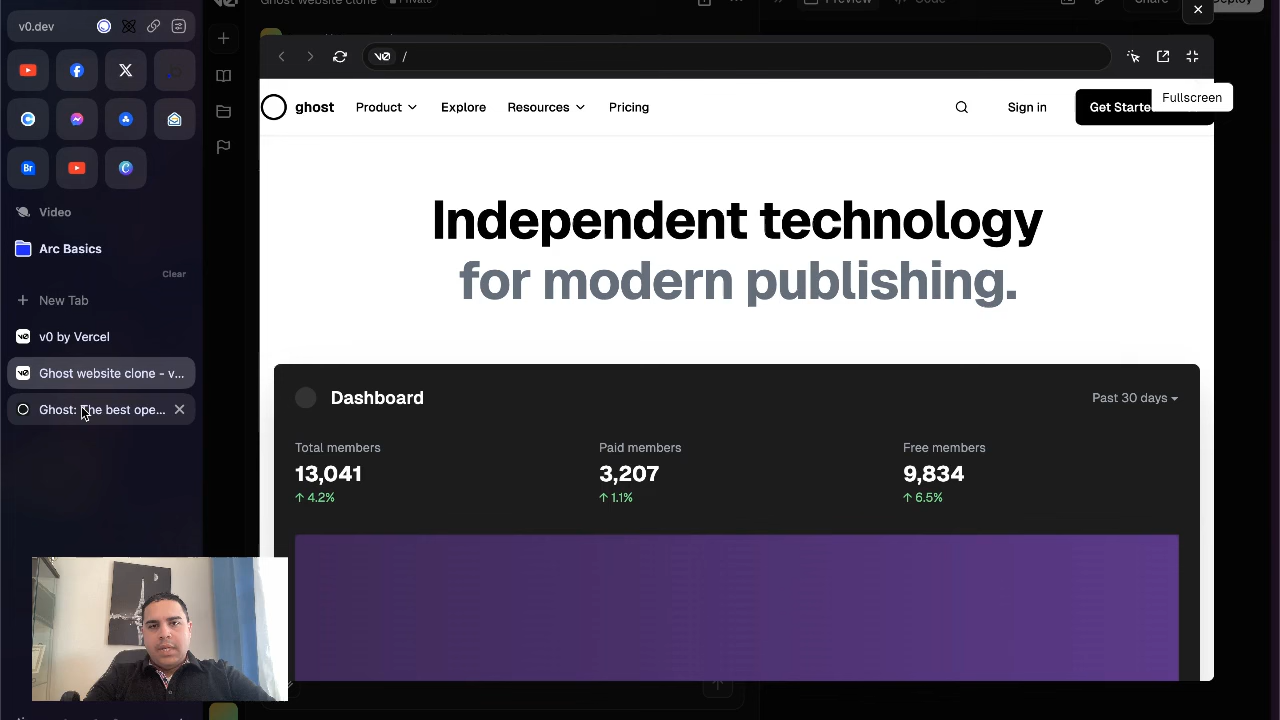 v0.dev
Video
Arc Basics
Clear
New Tab
v0 by Vercel
Ghost website clone - v...
Ghost: The best ope...
Br
Ghost website clone
Private
Preview
Code
Share
Deploy
v0 /
ghost
Product
Explore
Resources
Pricing
Sign in
Get Starte
Fullscreen
Independent technology
for modern publishing.
Dashboard
Past 30 days
Total members
Paid members
Free members
13,041
3,207
9,834
↑ 4.2%
↑ 1.1%
↑ 6.5%